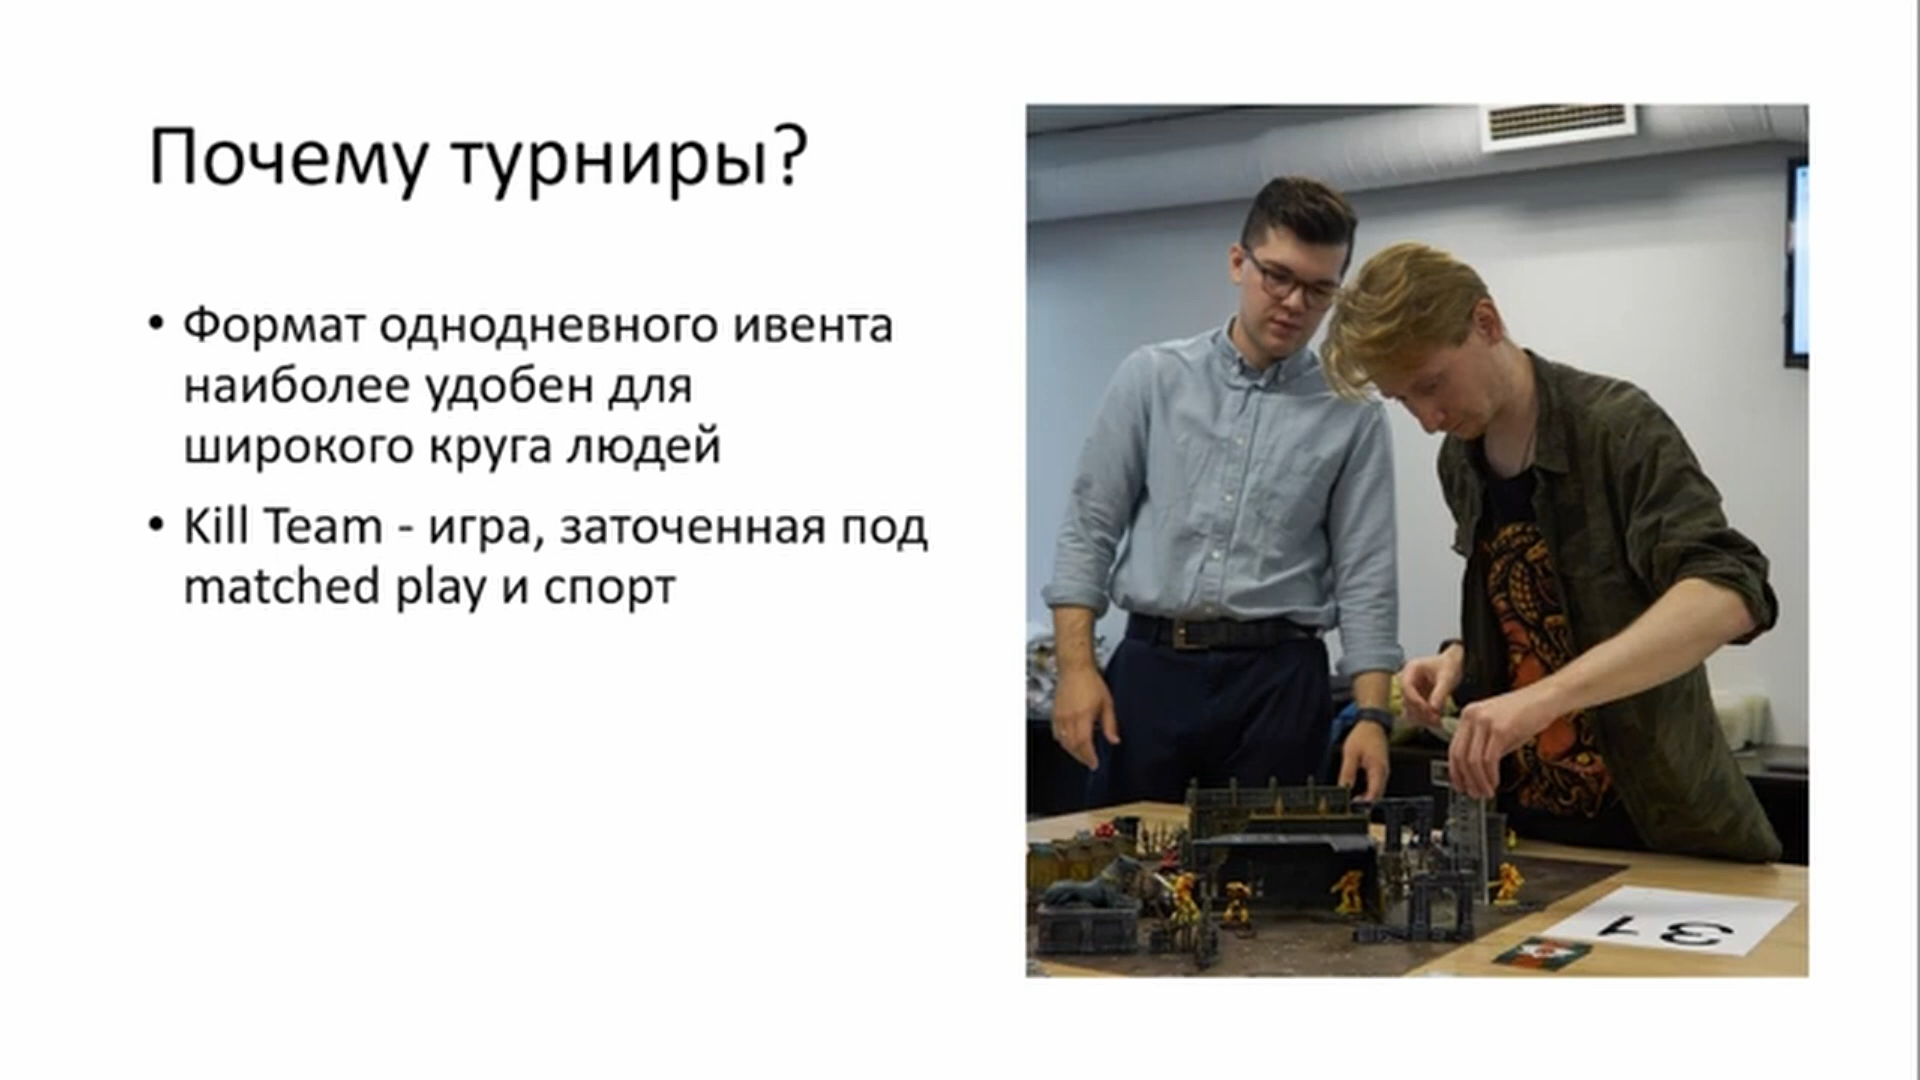 Почему турниры?
• Формат однодневного ивента
наиболее удобен для
широкого круга людей
• Kill Team - игра, заточенная под
matched play и спорт
31